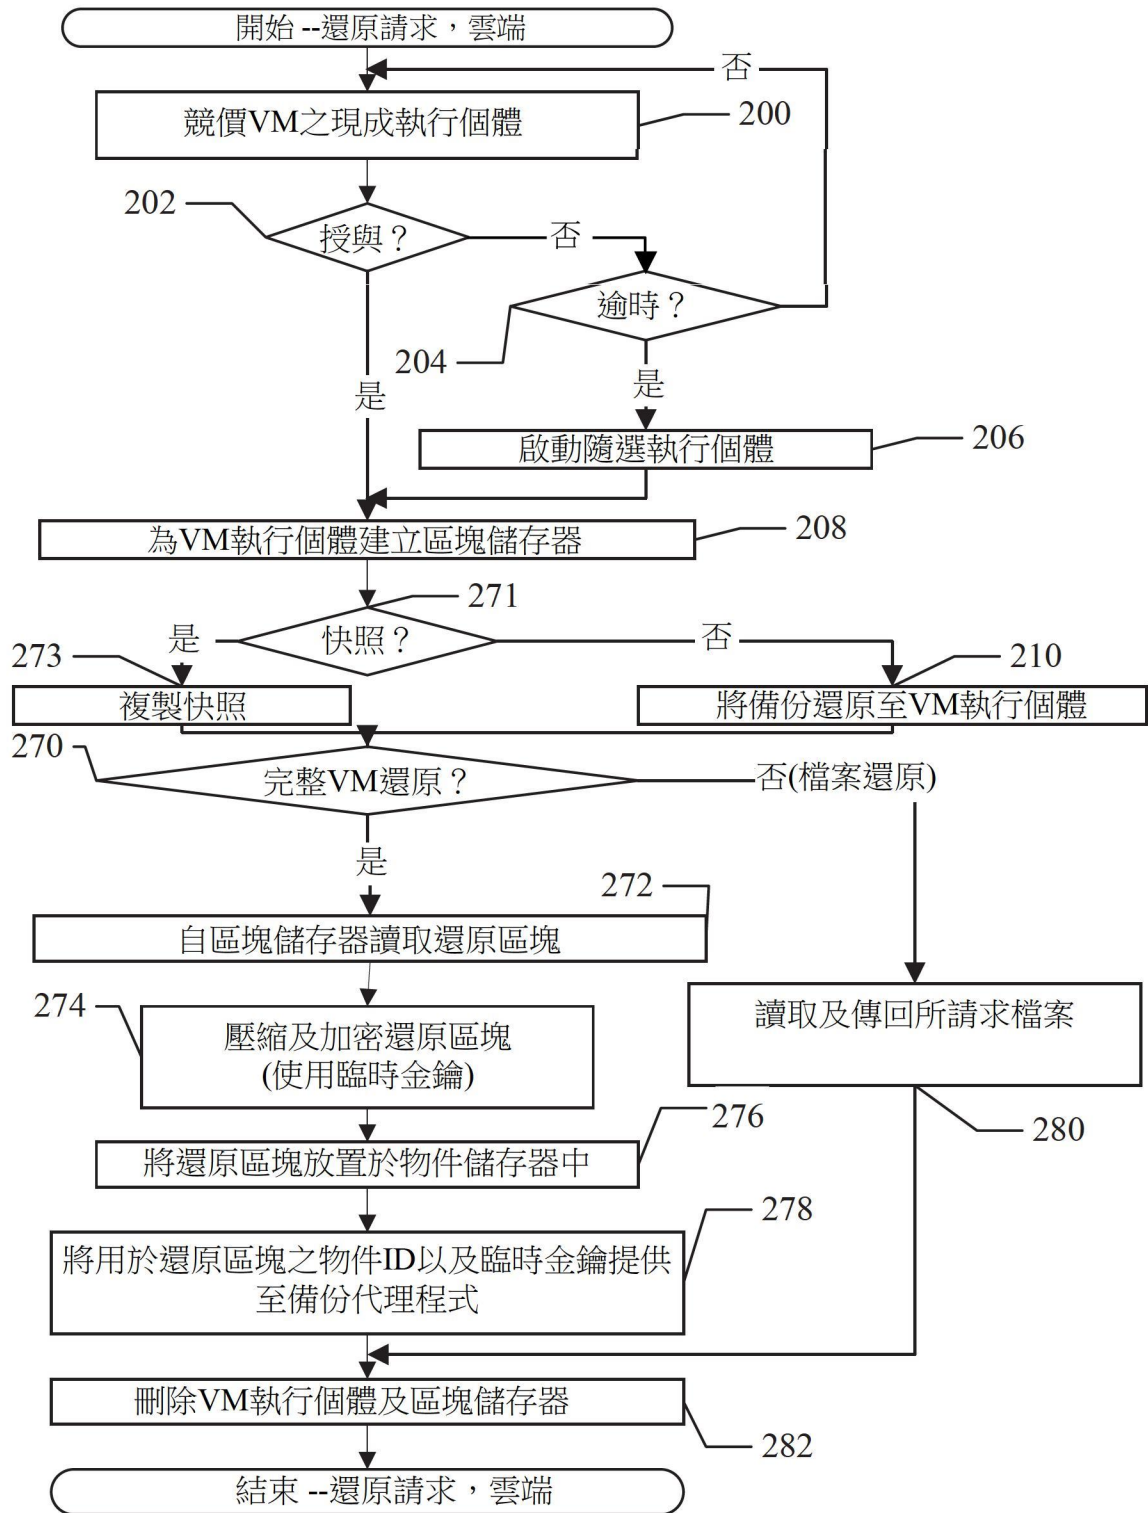 開始 --還原請求，雲端
否
競價VM之現成執行個體
200
202
授與？
否
逾時？
204
是
是
啟動隨選執行個體
206
為VM執行個體建立區塊儲存器
208
271
是
快照？
否
273
210
複製快照
將備份還原至VM執行個體
270
完整VM還原？
否(檔案還原)
是
272
自區塊儲存器讀取還原區塊
274
壓縮及加密還原區塊
(使用臨時金鑰)
讀取及傳回所請求檔案
276
280
將還原區塊放置於物件儲存器中
278
將用於還原區塊之物件ID以及臨時金鑰提供
至備份代理程式
刪除VM執行個體及區塊儲存器
282
結束 --還原請求，雲端